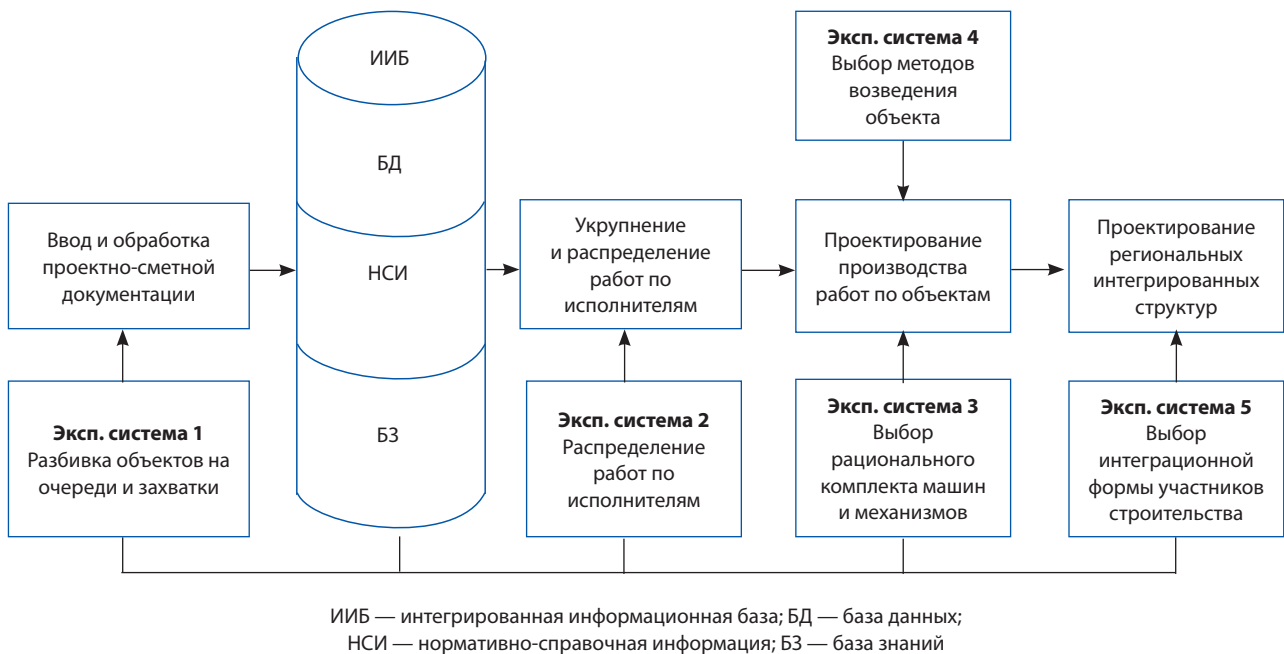 ИИБ
БД
НСИ
БЗ
Ввод и обработка
проектно-сметной
документации
Эксп. система 1
Разбивка объектов на
очереди и захватки
Укрупнение
и распределение
работ по
исполнителям
Эксп. система 2
Распределение
работ по
исполнителям
Эксп. система 4
Выбор методов
возведения
объекта
Проектирование
производства
работ по объектам
Эксп. система 3
Выбор
рационального
комплекта машин
и механизмов
Проектирование
региональных
интегрированных
структур
Эксп. система 5
Выбор
интеграционной
формы участников
строительства
ИИБ — интегрированная информационная база; БД — база данных;
НСИ — нормативно-справочная информация; БЗ — база знаний